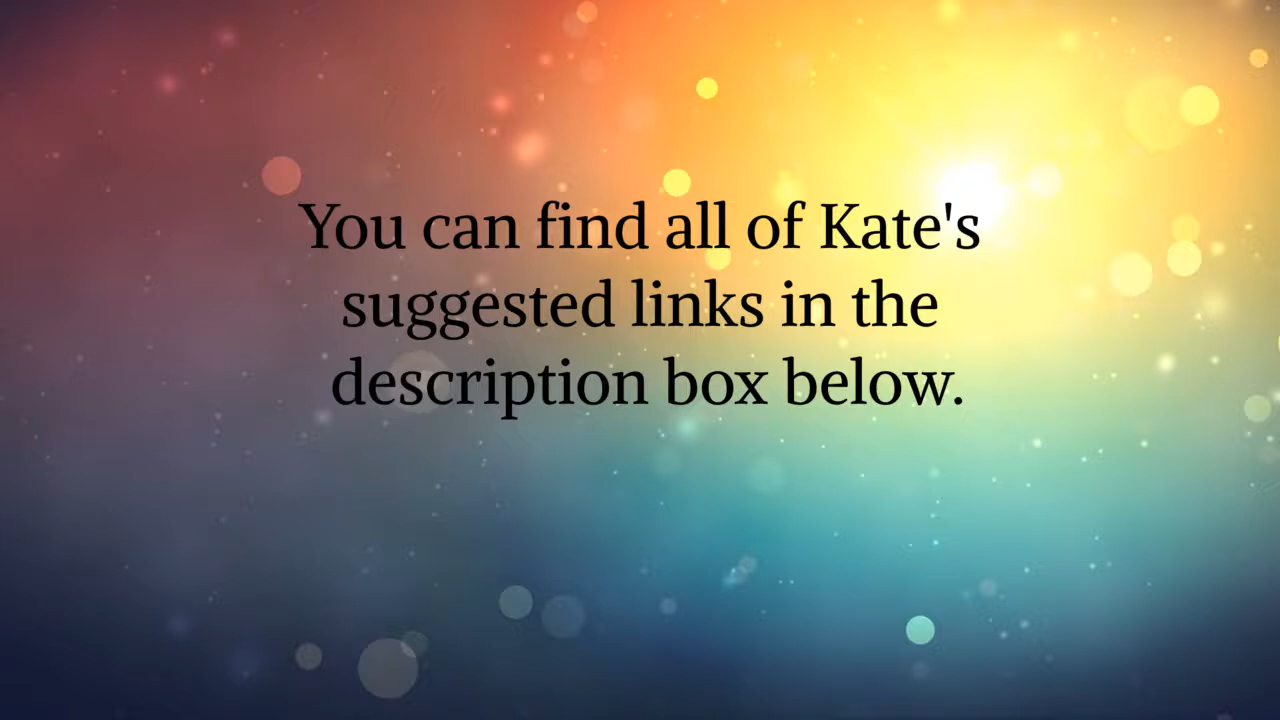 You can find all of Kate's
suggested links in the
description box below.